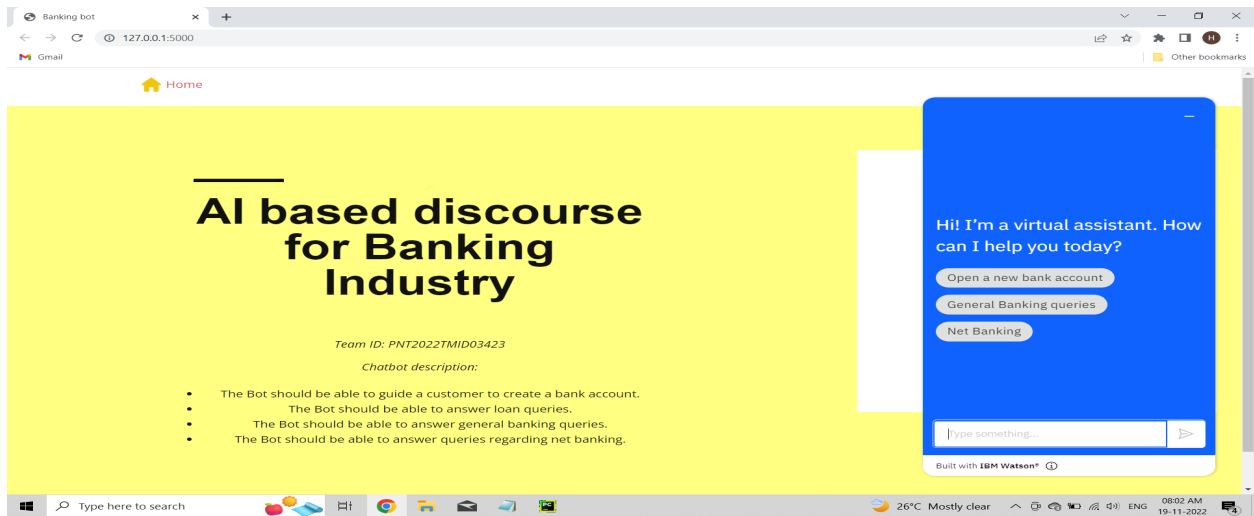 Banking bot
127.0.0.1:5000
Gmail
Other bookmarks
Home
AI based discourse
for Banking
Industry
Team ID: PNT2022TMID03423
Chatbot description:
The Bot should be able to guide a customer to create a bank account.
The Bot should be able to answer loan queries.
The Bot should be able to answer general banking queries.
The Bot should be able to answer queries regarding net banking.
Hi! I'm a virtual assistant. How
can I help you today?
Open a new bank account
General Banking queries
Net Banking
Type something...
Built with IBM Watson®
Type here to search
PC
26°C Mostly clear
ENG
08:02 AM
19-11-2022
4
H